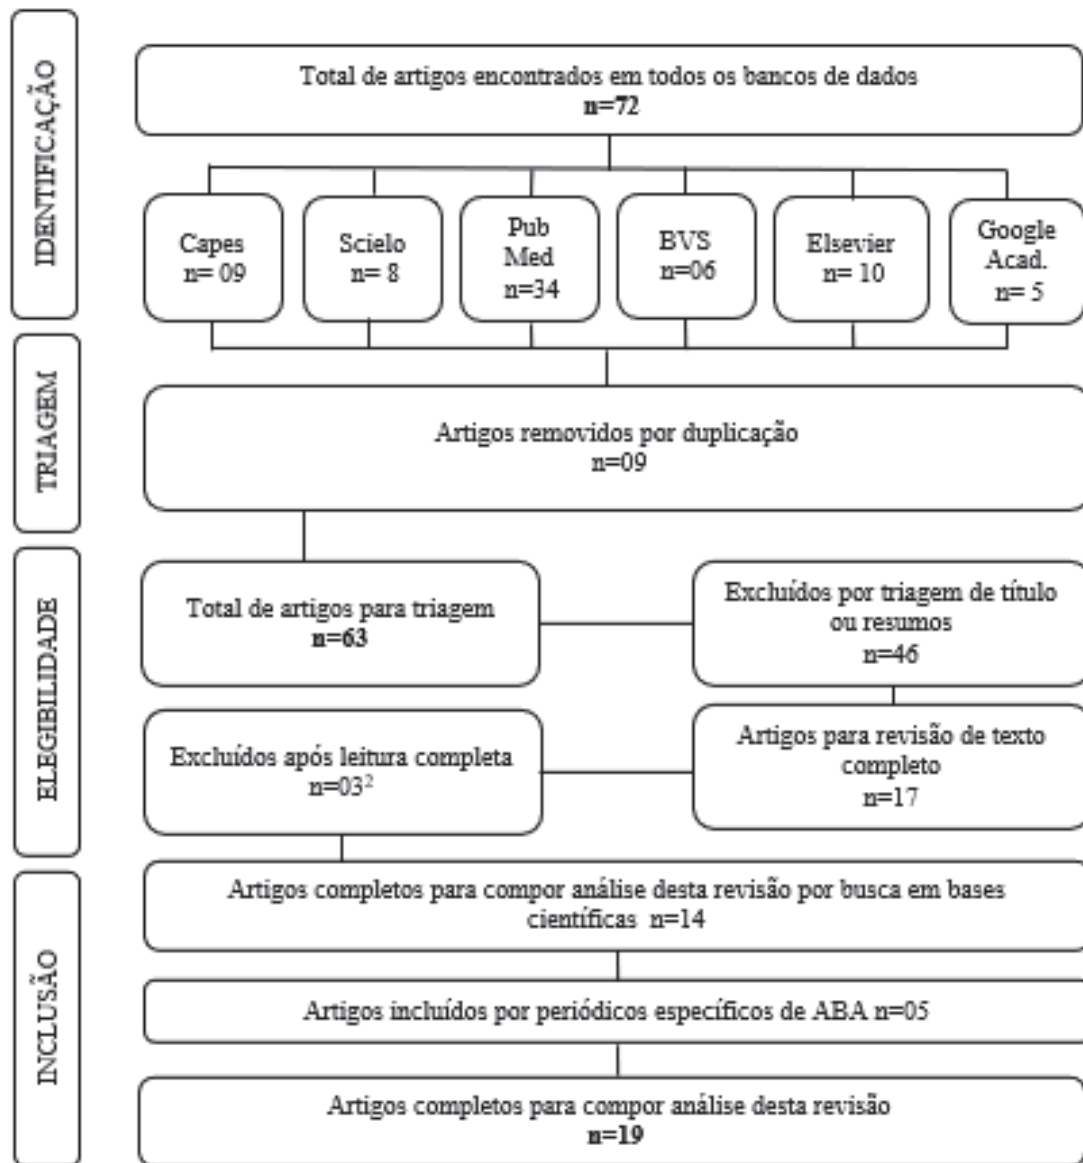 IDENTIFICAÇÃO
Total de artigos encontrados em todos os bancos de dados
n=72
Capes
n= 09
Scielo
n= 8
Pub
Med
n=34
BVS
n=06
Elsevier
n= 10
Google
Acad.
n= 5
TRIAGEM
Artigos removidos por duplicação
n=09
ELEGIBILIDADE
Total de artigos para triagem
n=63
Excluídos por triagem de título
ou resumos
n=46
Excluídos após leitura completa
n=03²
Artigos para revisão de texto
completo
n=17
INCLUSÃO
Artigos completos para compor análise desta revisão por busca em bases
científicas n=14
Artigos incluídos por periódicos específicos de ABA n=05
Artigos completos para compor análise desta revisão
n=19